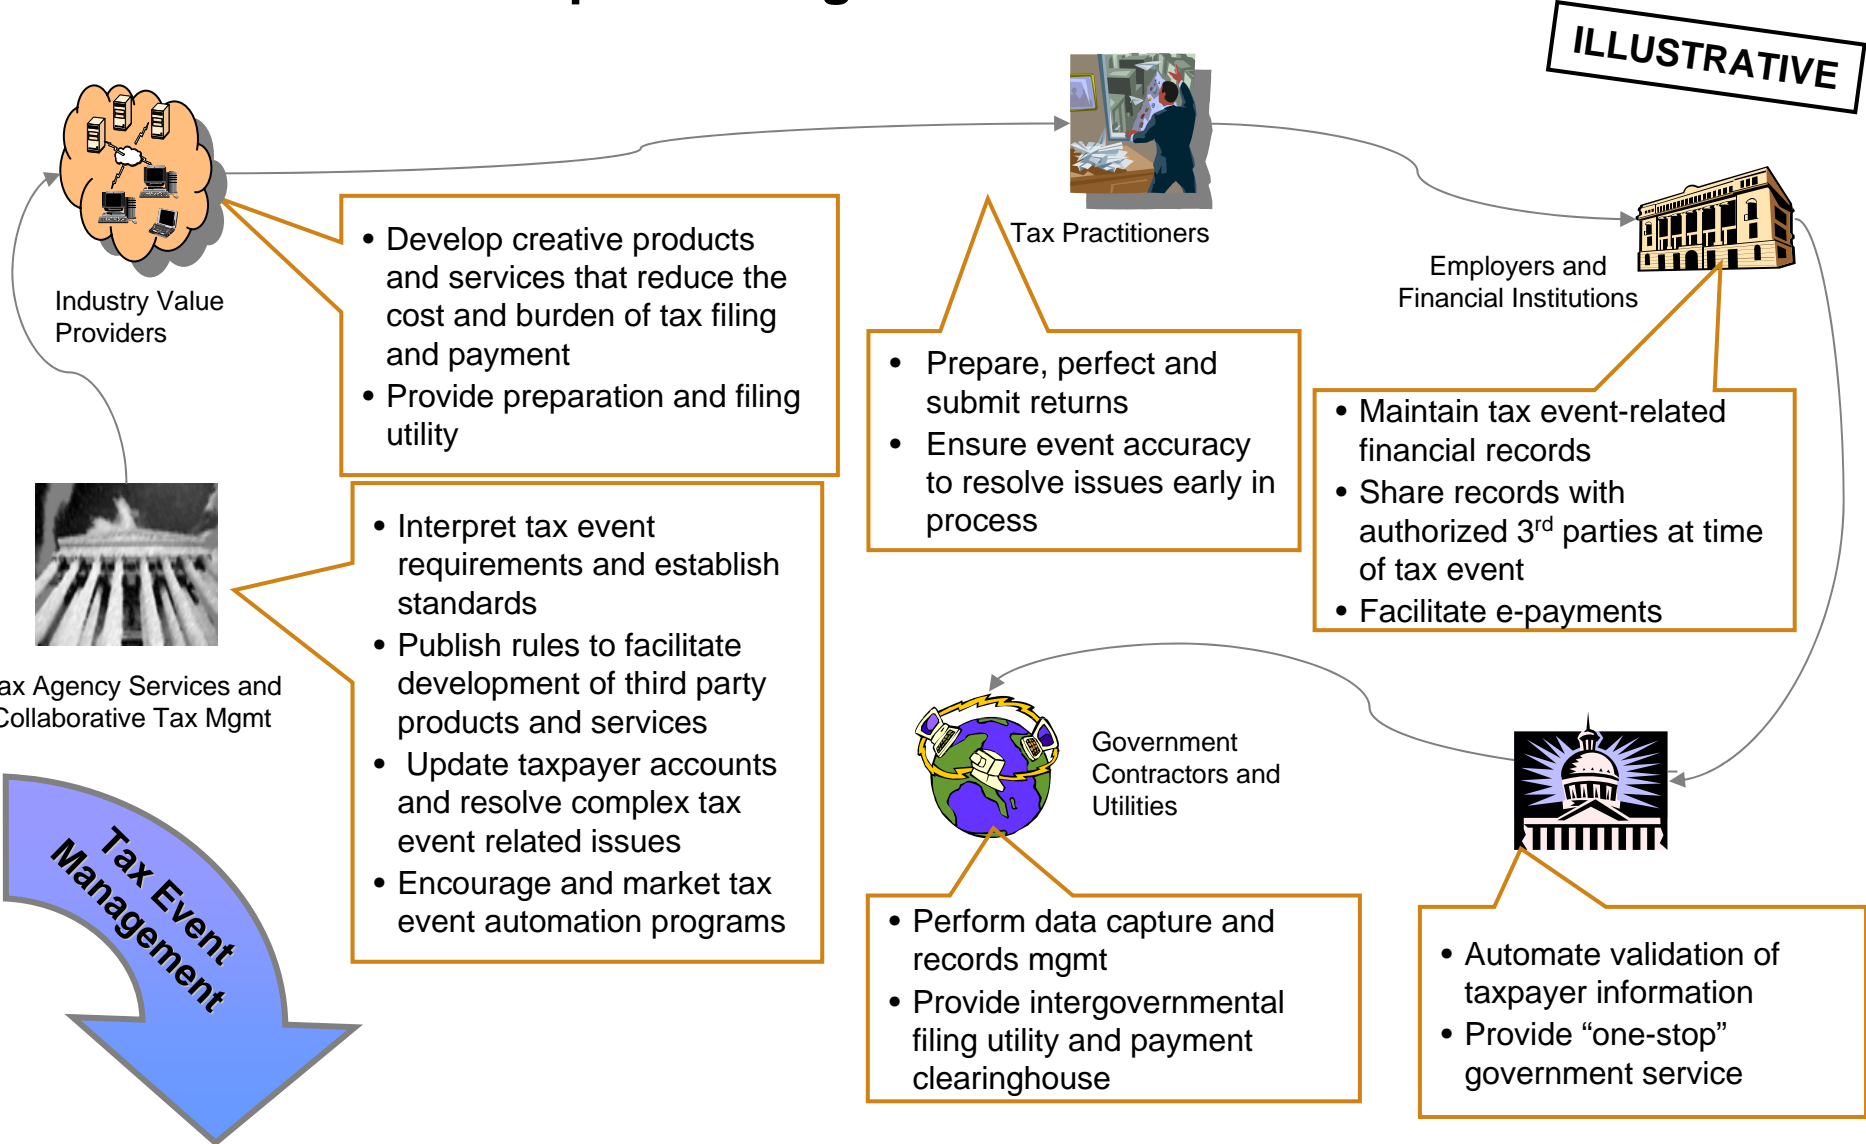 ILLUSTRATIVE
Industry Value
Providers
• Develop creative products
and services that reduce the
cost and burden of tax filing
and payment
• Provide preparation and filing
utility
Tax Practitioners
• Prepare, perfect and
submit returns
• Ensure event accuracy
to resolve issues early in
process
Employers and
Financial Institutions
• Maintain tax event-related
financial records
• Share records with
authorized 3rd parties at time
of tax event
• Facilitate e-payments
ax Agency Services and
Collaborative Tax Mgmt
• Interpret tax event
requirements and establish
standards
• Publish rules to facilitate
development of third party
products and services
• Update taxpayer accounts
and resolve complex tax
event related issues
• Encourage and market tax
event automation programs
Government
Contractors and
Utilities
• Perform data capture and
records mgmt
• Provide intergovernmental
filing utility and payment
clearinghouse
• Automate validation of
taxpayer information
• Provide “one-stop”
government service
Tax Event
Management